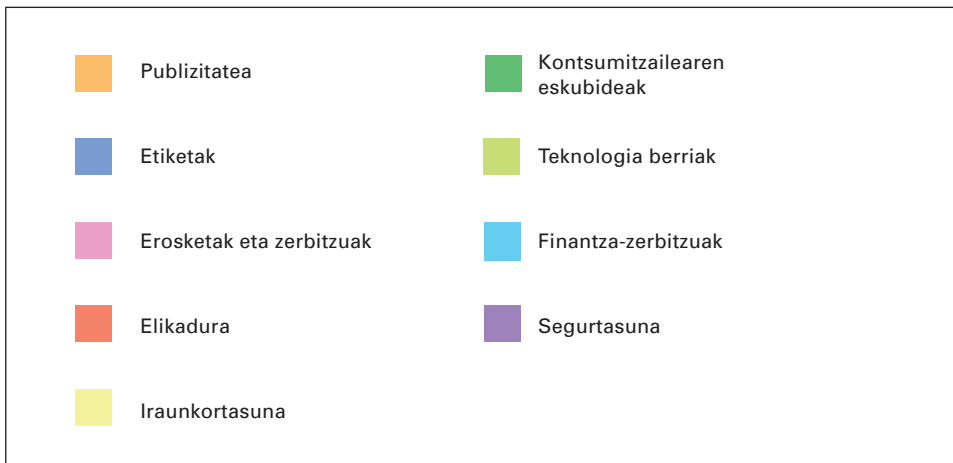 Publizitatea
Etiketak
Erosketak eta zerbitzuak
Elikadura
Iraunkortasuna
Kontsumitzailearen
eskubideak
Teknologia berriak
Finantza-zerbitzuak
Segurtasuna